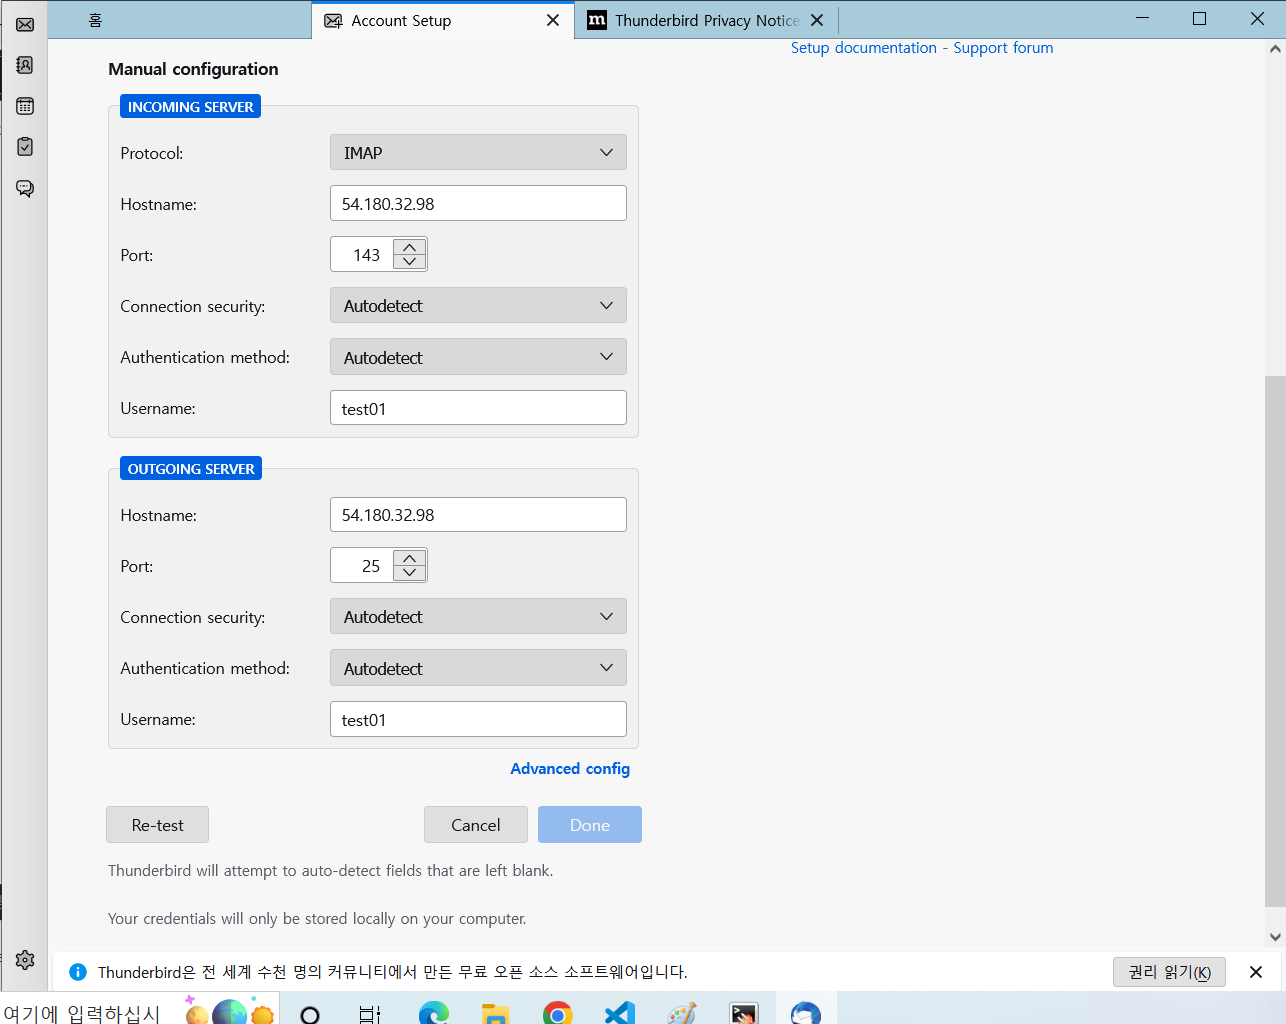 홈
Account Setup
m Thunderbird Privacy Notice
Setup documentation - Support forum
Manual configuration
INCOMING SERVER
Protocol: IMAP
Hostname: 54.180.32.98
Port: 143
Connection security: Autodetect
Authentication method: Autodetect
Username: test01
OUTGOING SERVER
Hostname: 54.180.32.98
Port: 25
Connection security: Autodetect
Authentication method: Autodetect
Username: test01
Advanced config
Re-test Cancel Done
Thunderbird will attempt to auto-detect fields that are left blank.
Your credentials will only be stored locally on your computer.
Thunderbird은 전 세계 수천 명의 커뮤니티에서 만든 무료 오픈 소스 소프트웨어입니다. 권리 읽기(K)
여기에 입력하십시